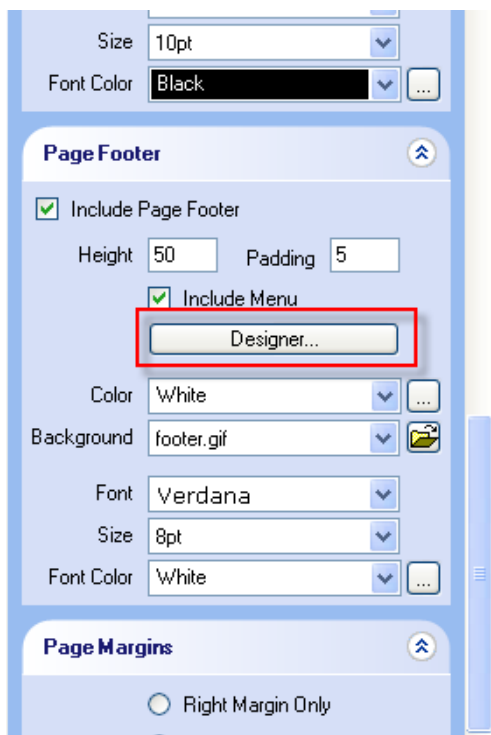 Size 10pt
Font Color Black ...
Page Footer
Include Page Footer
Height 50 Padding 5
Include Menu
Designer...
Color White ...
Background footer.gif
Font Verdana
Size 8pt
Font Color White ...
Page Margins
Right Margin Only